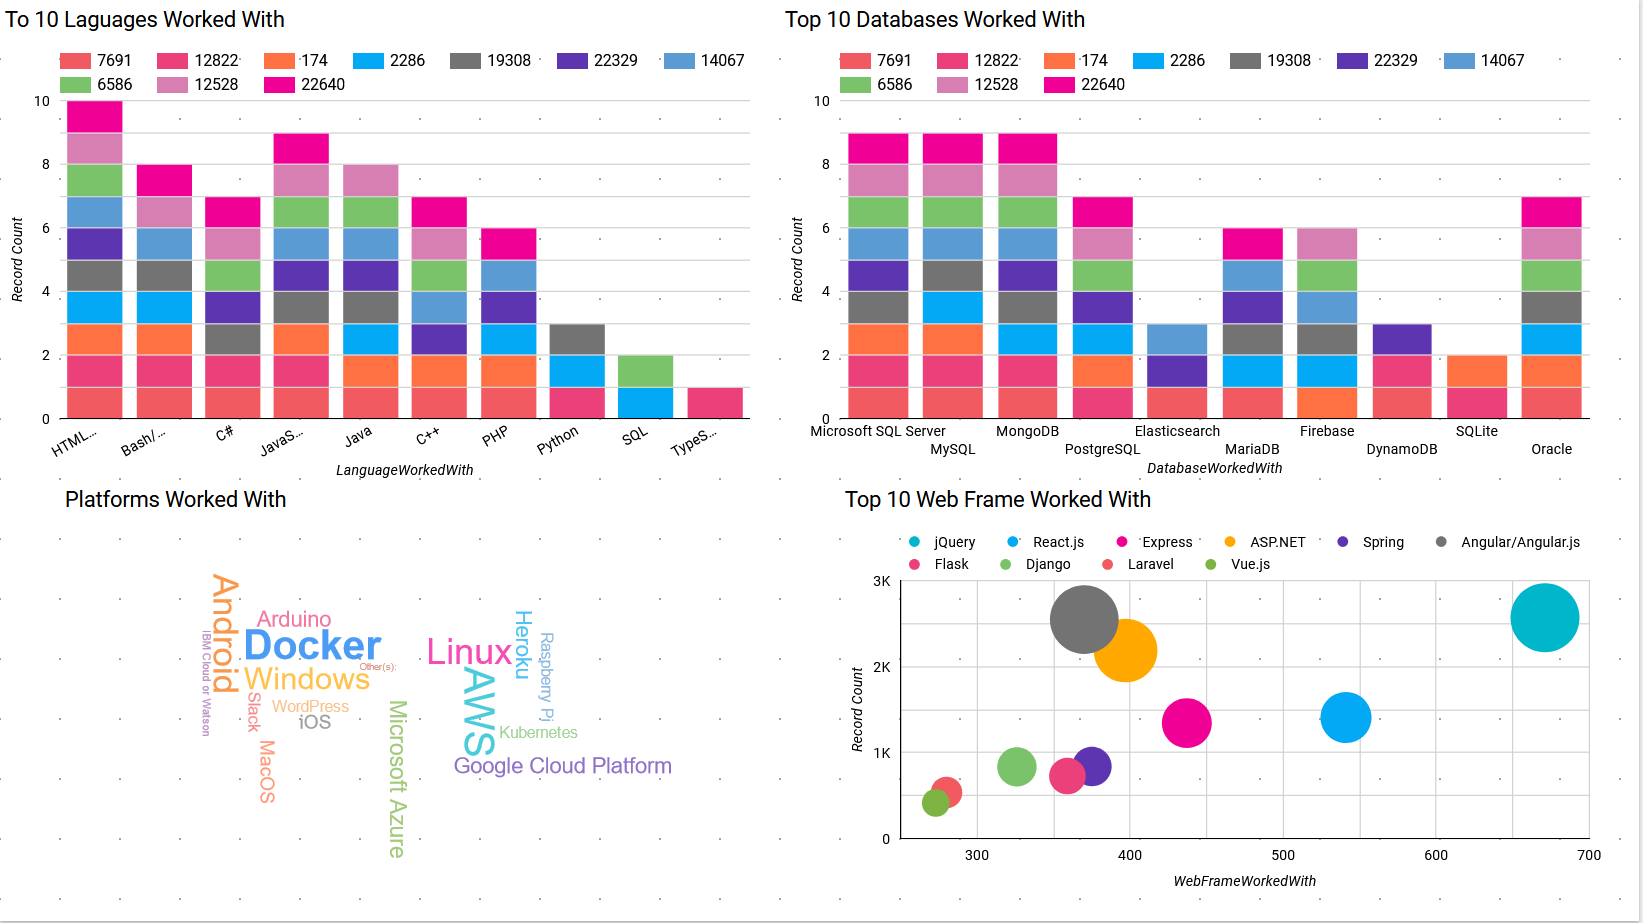 To 10 Laguages Worked With
7691 12822 174 2286 19308 22329 14067
6586 12528 22640
10
8
6
4
2
0
Record Count
HTML... Bash/... C# JavaS... Java C++ PHP Python SQL TypeS...
LanguageWorkedWith
Top 10 Databases Worked With
7691 12822 174 2286 19308 22329 14067
6586 12528 22640
10
8
6
4
2
0
Record Count
Microsoft SQL Server MongoDB Elasticsearch Firebase SQLite
MySQL PostgreSQL MariaDB DynamoDB Oracle
DatabaseWorkedWith
Platforms Worked With
Android
Arduino
IBM Cloud or Watson
Docker
Other(s):
Windows
Slack
WordPress
iOS
MacOS
Microsoft Azure
Linux
Heroku
Raspberry Pi
AWS
Kubernetes
Google Cloud Platform
Top 10 Web Frame Worked With
jQuery React.js Express ASP.NET Spring Angular/Angular.js
Flask Django Laravel Vue.js
3K
2K
1K
0
Record Count
300 400 500 600 700
WebFrameWorkedWith